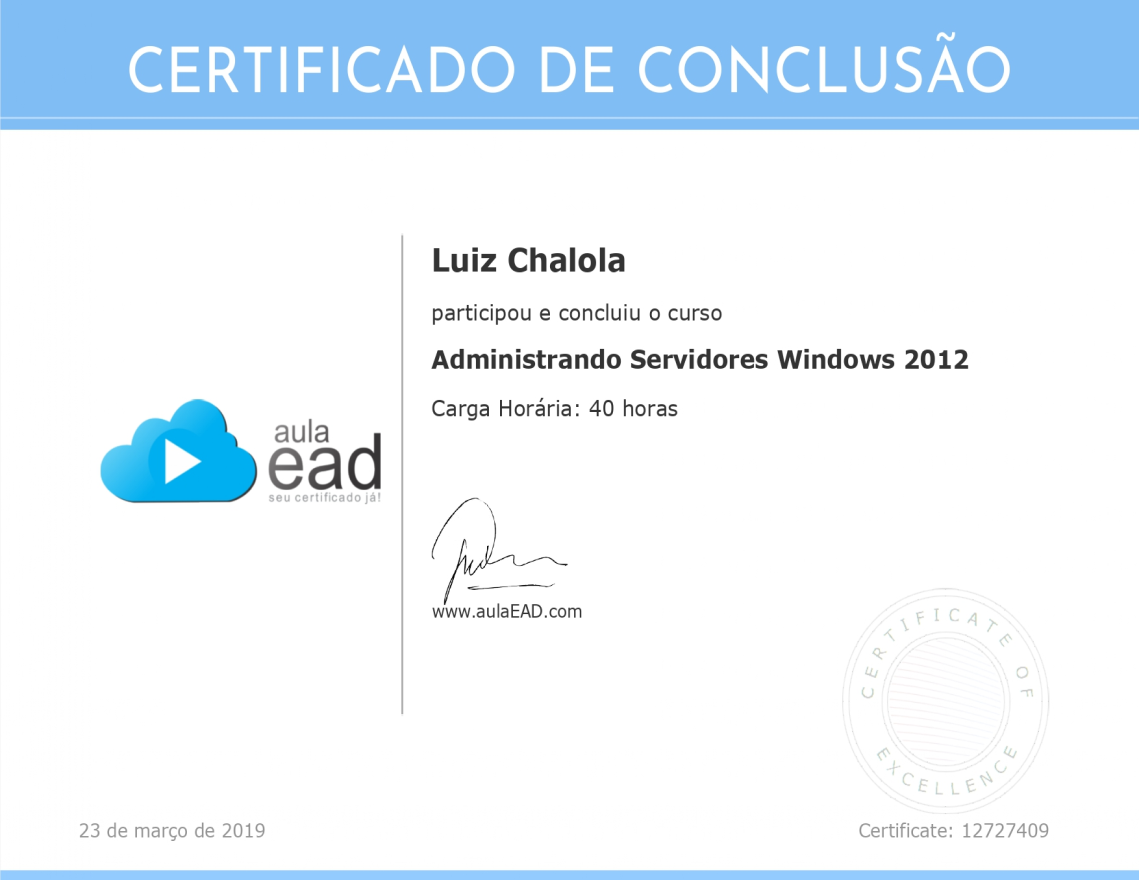 CERTIFICADO DE CONCLUSÃO
Luiz Chalola
participou e concluiu o curso
Administrando Servidores Windows 2012
Carga Horária: 40 horas
aula
ead
seu certificado já!
www.aulaEAD.com
CERTIFICATE OF
EXCELLENCE
23 de março de 2019
Certificate: 12727409